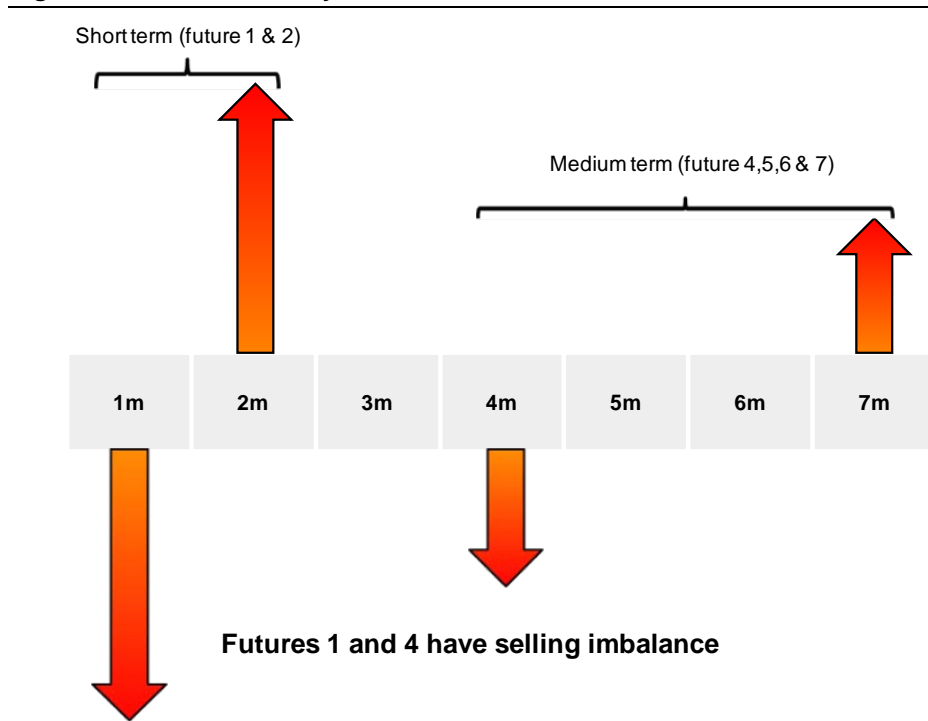 Short term (future 1 & 2)
Medium term (future 4,5,6 & 7)
1m 2m 3m 4m 5m 6m 7m
Futures 1 and 4 have selling imbalance